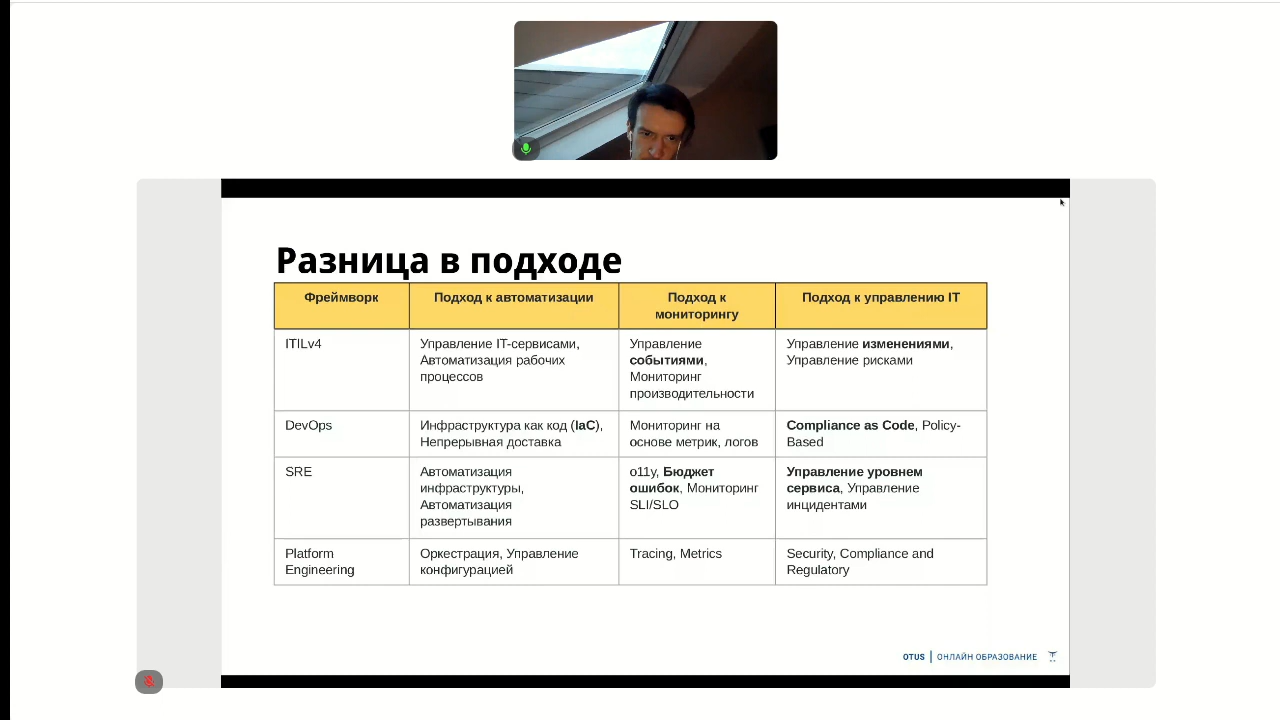 Разница в подходе
Фреймворк
Подход к автоматизации
Подход к
мониторингу
Подход к управлению IT
ITILv4
Управление IT-сервисами,
Автоматизация рабочих
процессов
Управление
событиями,
Мониторинг
производительности
Управление изменениями,
Управление рисками
DevOps
Инфраструктура как код (IaC),
Непрерывная доставка
Мониторинг на
основе метрик, логов
Compliance as Code, Policy-
Based
SRE
Автоматизация
инфраструктуры,
Автоматизация
развертывания
o11y, Бюджет
ошибок, Мониторинг
SLI/SLO
Управление уровнем
сервиса, Управление
инцидентами
Platform
Engineering
Оркестрация, Управление
конфигурацией
Tracing, Metrics
Security, Compliance and
Regulatory
OTUS | ОНЛАЙН ОБРАЗОВАНИЕ